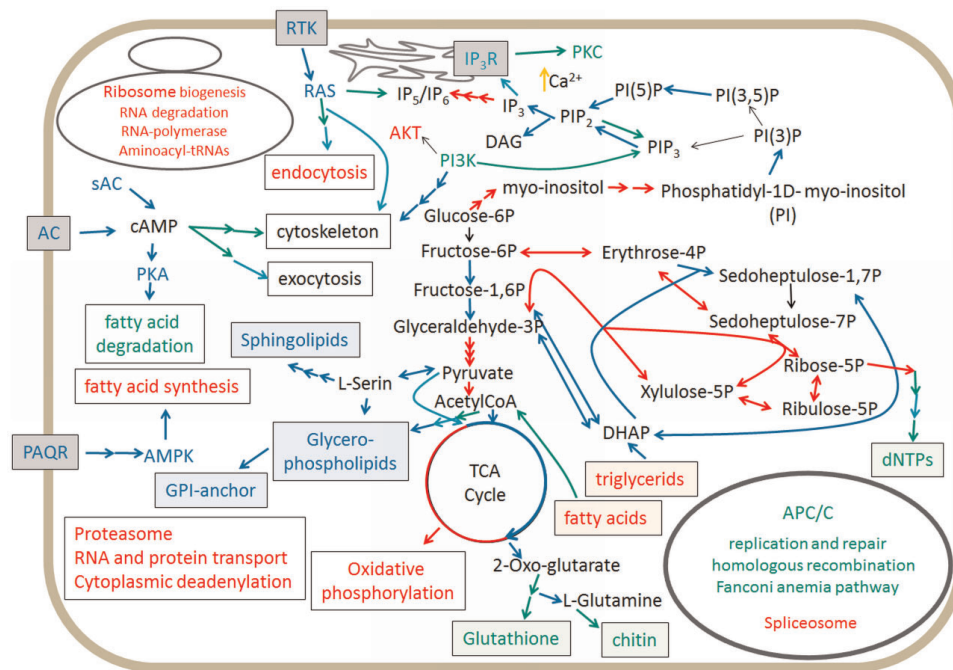 RTK
IP3R
PKC
Ca2+
Ribosome biogenesis
RNA degradation
RNA-polymerase
Aminoacyl-tRNAs
RAS
IP5/IP6
IP3
PI(5)P
PI(3,5)P
PIP2
DAG
AKT
PI3K
PIP3
PI(3)P
endocytosis
sAC
myo-inositol
Phosphatidyl-1D- myo-inositol
(PI)
AC
cAMP
cytoskeleton
Glucose-6P
exocytosis
Fructose-6P
Erythrose-4P
PKA
Sedoheptulose-1,7P
Fructose-1,6P
fatty acid
degradation
Sphingolipids
Glyceraldehyde-3P
Sedoheptulose-7P
fatty acid synthesis
L-Serin
Pyruvate
Ribose-5P
Xylulose-5P
AcetylCoA
Ribulose-5P
PAQR
AMPK
Glycero-
phospholipids
DHAP
dNTPs
GPI-anchor
TCA
Cycle
triglycerids
fatty acids
APC/C
Proteasome
RNA and protein transport
Cytoplasmic deadenylation
replication and repair
homologous recombination
Fanconi anemia pathway
Oxidative
phosphorylation
2-Oxo-glutarate
L-Glutamine
Spliceosome
Glutathione
chitin